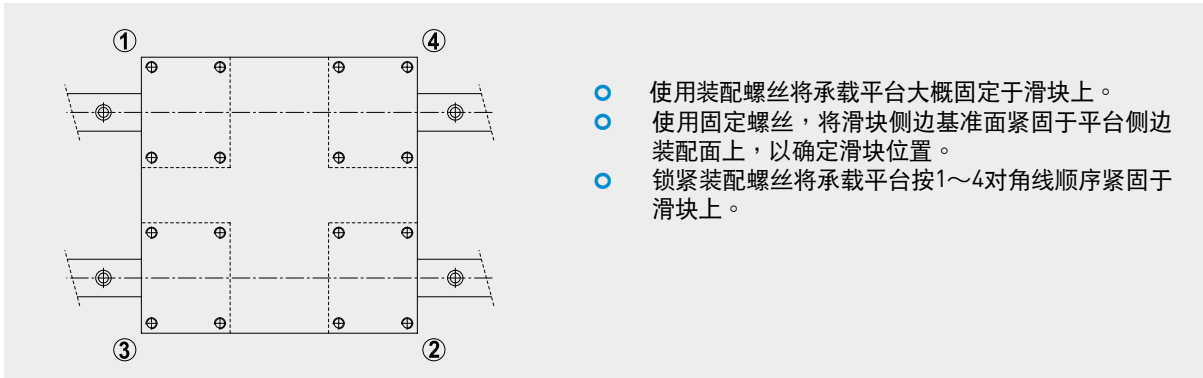 ①
④
使用装配螺丝将承载平台大概固定于滑块上。
使用固定螺丝，将滑块侧边基准面紧固于平台侧边
装配面上，以确定滑块位置。
锁紧装配螺丝将承载平台按1～4对角线顺序紧固于
滑块上。
③
②